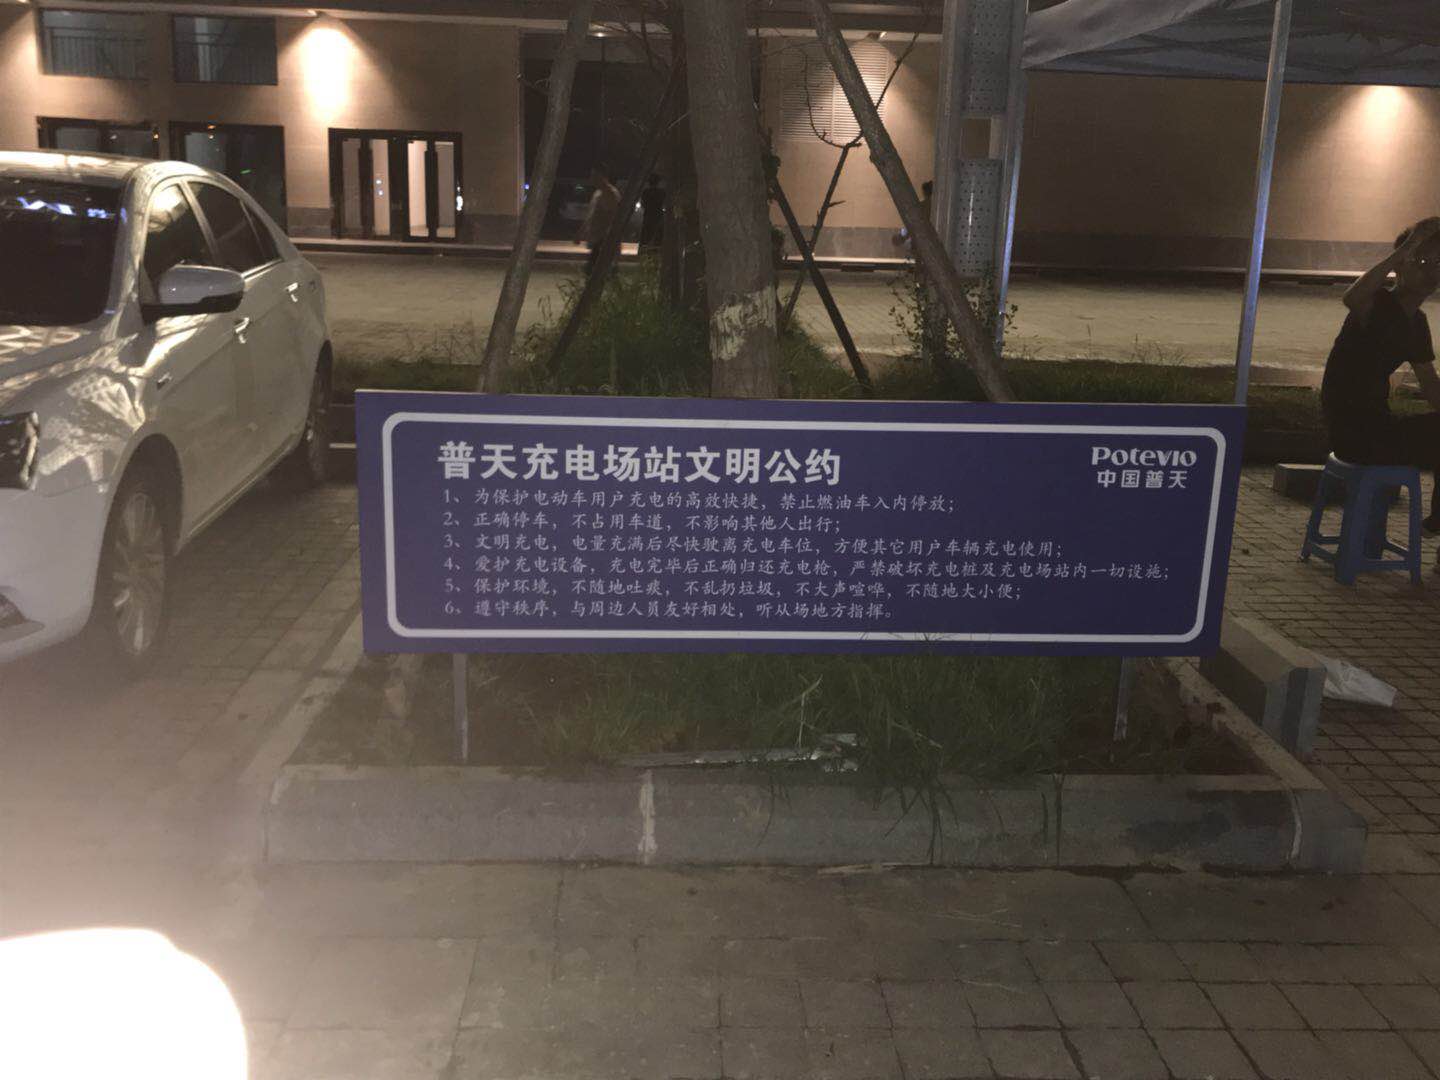 普天充电场站文明公约
Potevio
中国普天
1、为保护电动车用户充电的高效快捷，禁止燃油车入内停放；
2、正确停车，不占用车道，不影响其他人出行；
3、文明充电，电量充满后尽快驶离充电车位，方便其它用户车辆充电使用；
4、爱护充电设备，充电完毕后正确归还充电枪，严禁破坏充电桩及充电场站内一切设施；
5、保护环境，不随地吐痰，不乱扔垃圾，不大声喧哗，不随地大小便；
6、遵守秩序，与周边人员友好相处，听从场地方指挥。